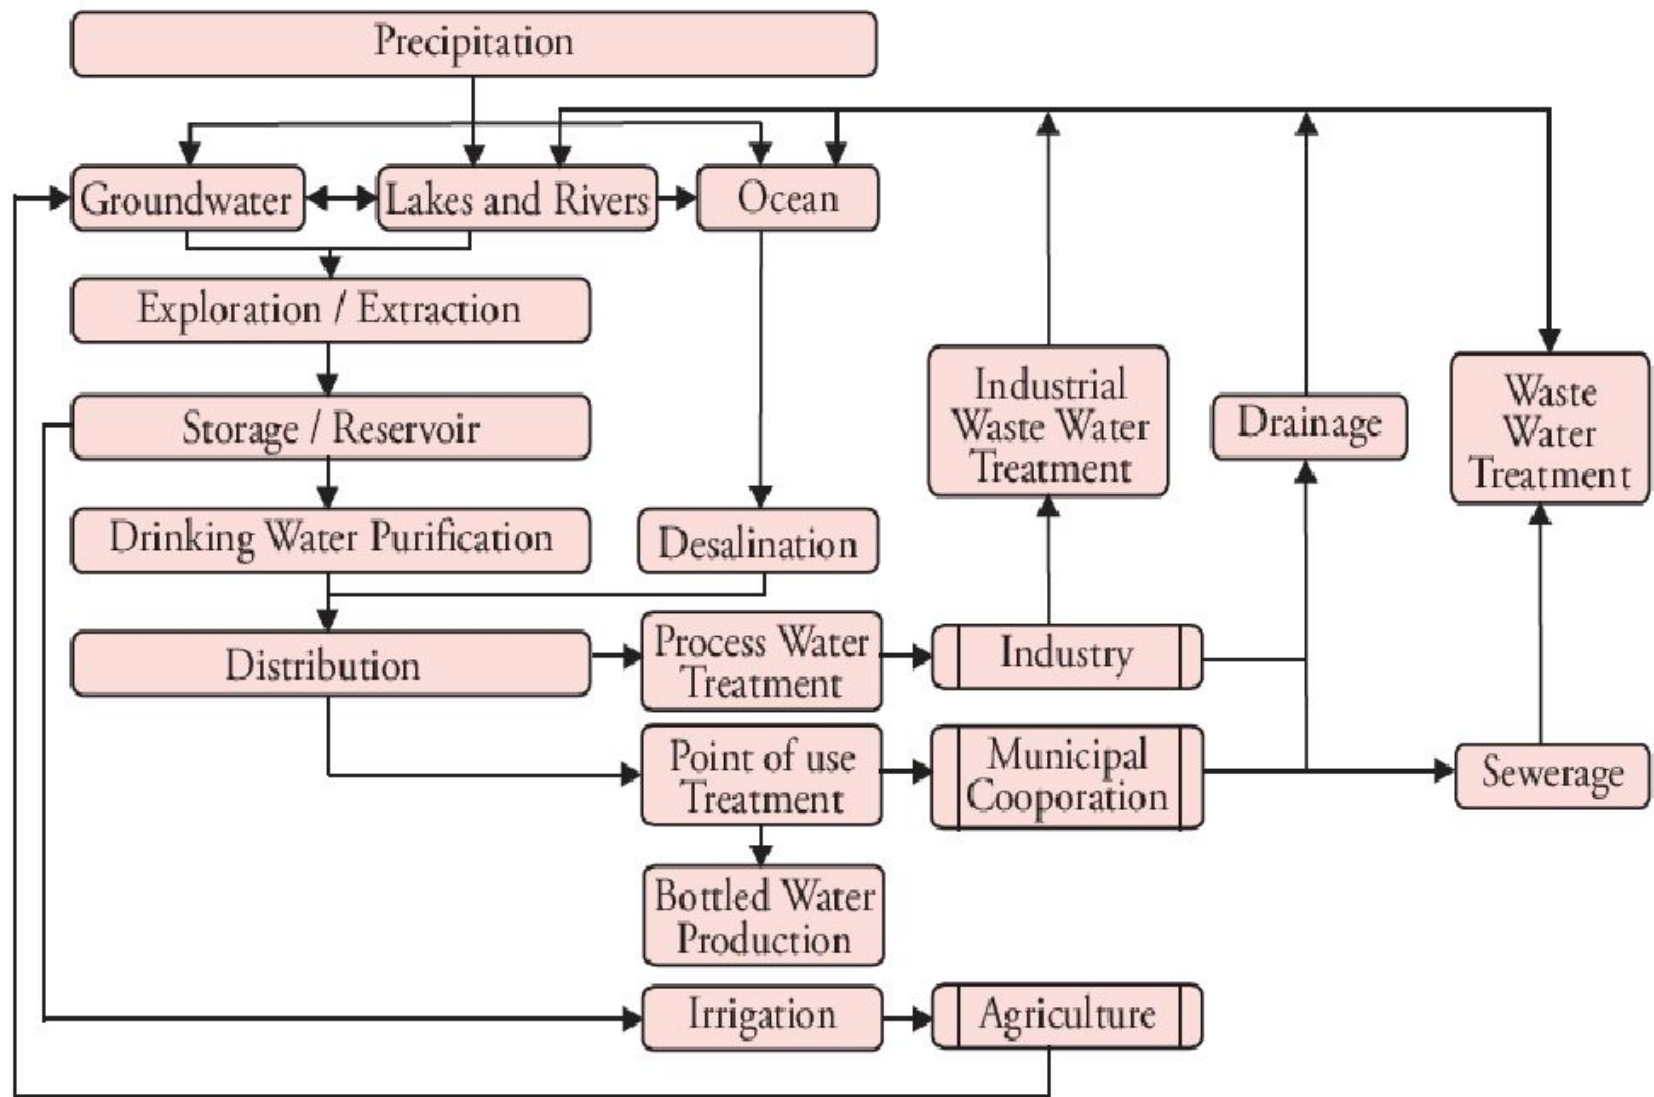 Precipitation
Groundwater
Lakes and Rivers
Ocean
Exploration / Extraction
Storage / Reservoir
Drinking Water Purification
Desalination
Industrial
Waste Water
Treatment
Drainage
Waste
Water
Treatment
Distribution
Process Water
Treatment
Industry
Point of use
Treatment
Municipal
Cooporation
Sewerage
Bottled Water
Production
Irrigation
Agriculture